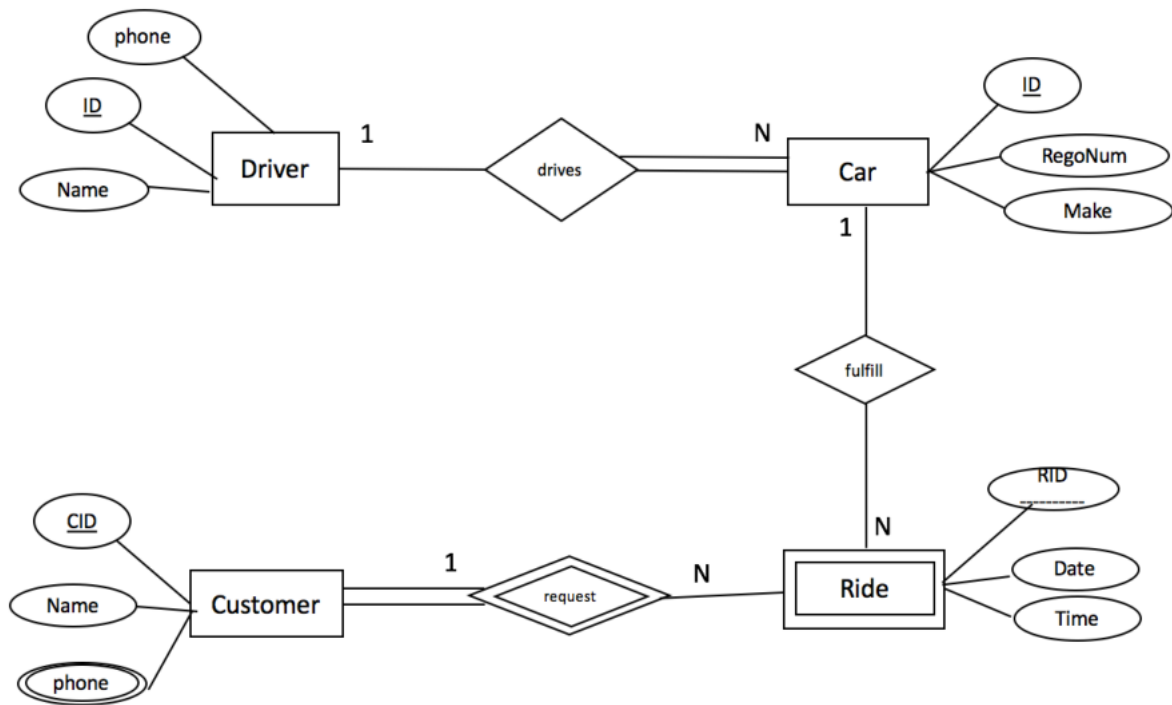 phone
ID
Name
Driver
1
drives
N
Car
ID
RegoNum
Make
1
fulfill
N
RID
Date
Time
Ride
N
request
1
Customer
CID
Name
phone